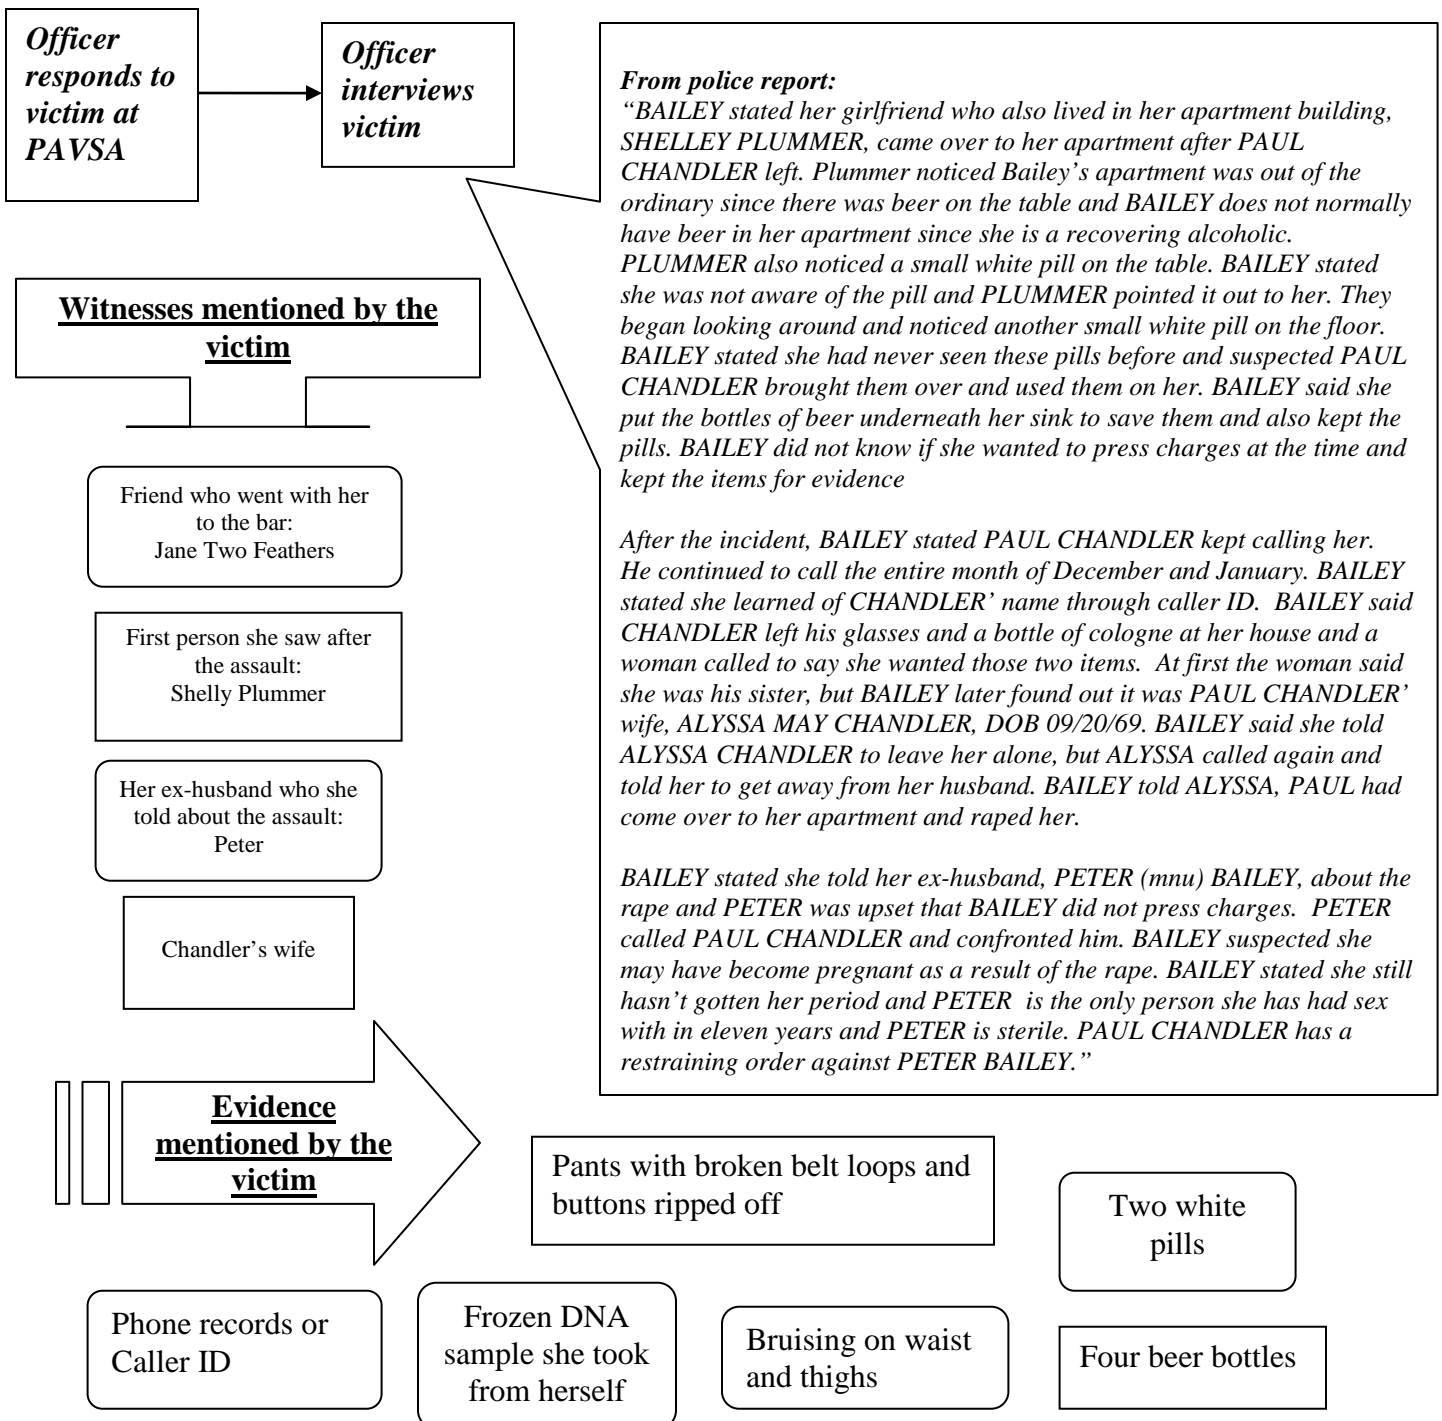 Officer
responds to
victim at
PAVSA
Officer
interviews
victim
From police report:
“BAILEY stated her girlfriend who also lived in her apartment building,
SHELLEY PLUMMER, came over to her apartment after PAUL
CHANDLER left. Plummer noticed Bailey’s apartment was out of the
ordinary since there was beer on the table and BAILEY does not normally
have beer in her apartment since she is a recovering alcoholic.
PLUMMER also noticed a small white pill on the table. BAILEY stated
she was not aware of the pill and PLUMMER pointed it out to her. They
began looking around and noticed another small white pill on the floor.
BAILEY stated she had never seen these pills before and suspected PAUL
CHANDLER brought them over and used them on her. BAILEY said she
put the bottles of beer underneath her sink to save them and also kept the
pills. BAILEY did not know if she wanted to press charges at the time and
kept the items for evidence
After the incident, BAILEY stated PAUL CHANDLER kept calling her.
He continued to call the entire month of December and January. BAILEY
stated she learned of CHANDLER’ name through caller ID.  BAILEY said
CHANDLER left his glasses and a bottle of cologne at her house and a
woman called to say she wanted those two items.  At first the woman said
she was his sister, but BAILEY later found out it was PAUL CHANDLER’
wife, ALYSSA MAY CHANDLER, DOB 09/20/69. BAILEY said she told
ALYSSA CHANDLER to leave her alone, but ALYSSA called again and
told her to get away from her husband. BAILEY told ALYSSA, PAUL had
come over to her apartment and raped her.
BAILEY stated she told her ex-husband, PETER (mnu) BAILEY, about the
rape and PETER was upset that BAILEY did not press charges.  PETER
called PAUL CHANDLER and confronted him. BAILEY suspected she
may have become pregnant as a result of the rape. BAILEY stated she still
hasn’t gotten her period and PETER  is the only person she has had sex
with in eleven years and PETER is sterile. PAUL CHANDLER has a
restraining order against PETER BAILEY.”
Witnesses mentioned by the
victim
Friend who went with her
to the bar:
Jane Two Feathers
First person she saw after
the assault:
Shelly Plummer
Her ex-husband who she
told about the assault:
Peter
Chandler’s wife
Evidence
mentioned by the
victim
Pants with broken belt loops and
buttons ripped off
Two white
pills
Phone records or
Caller ID
Frozen DNA
sample she took
from herself
Bruising on waist
and thighs
Four beer bottles